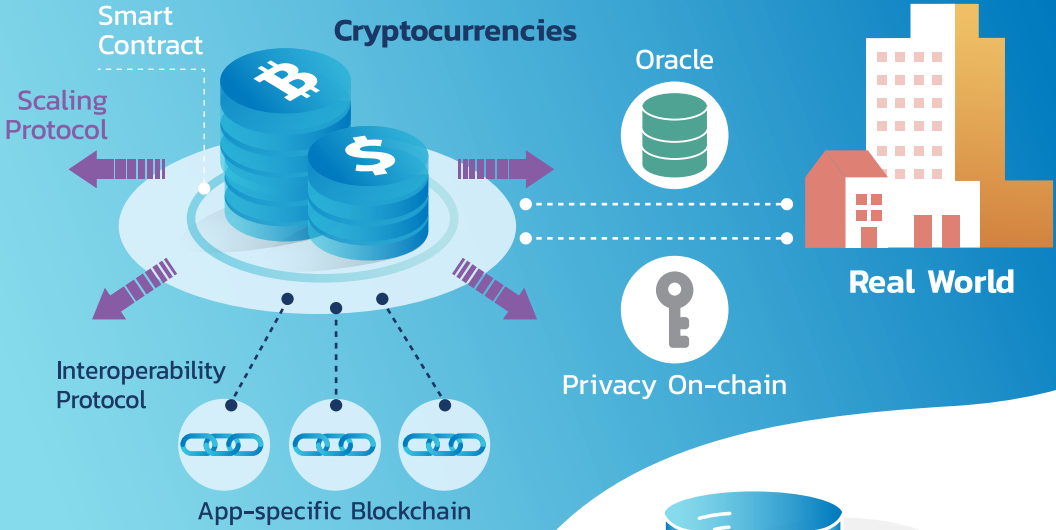 Smart
Contract
Cryptocurrencies
Scaling
Protocol
Oracle
Real World
Interoperability
Protocol
Privacy On-chain
App-specific Blockchain